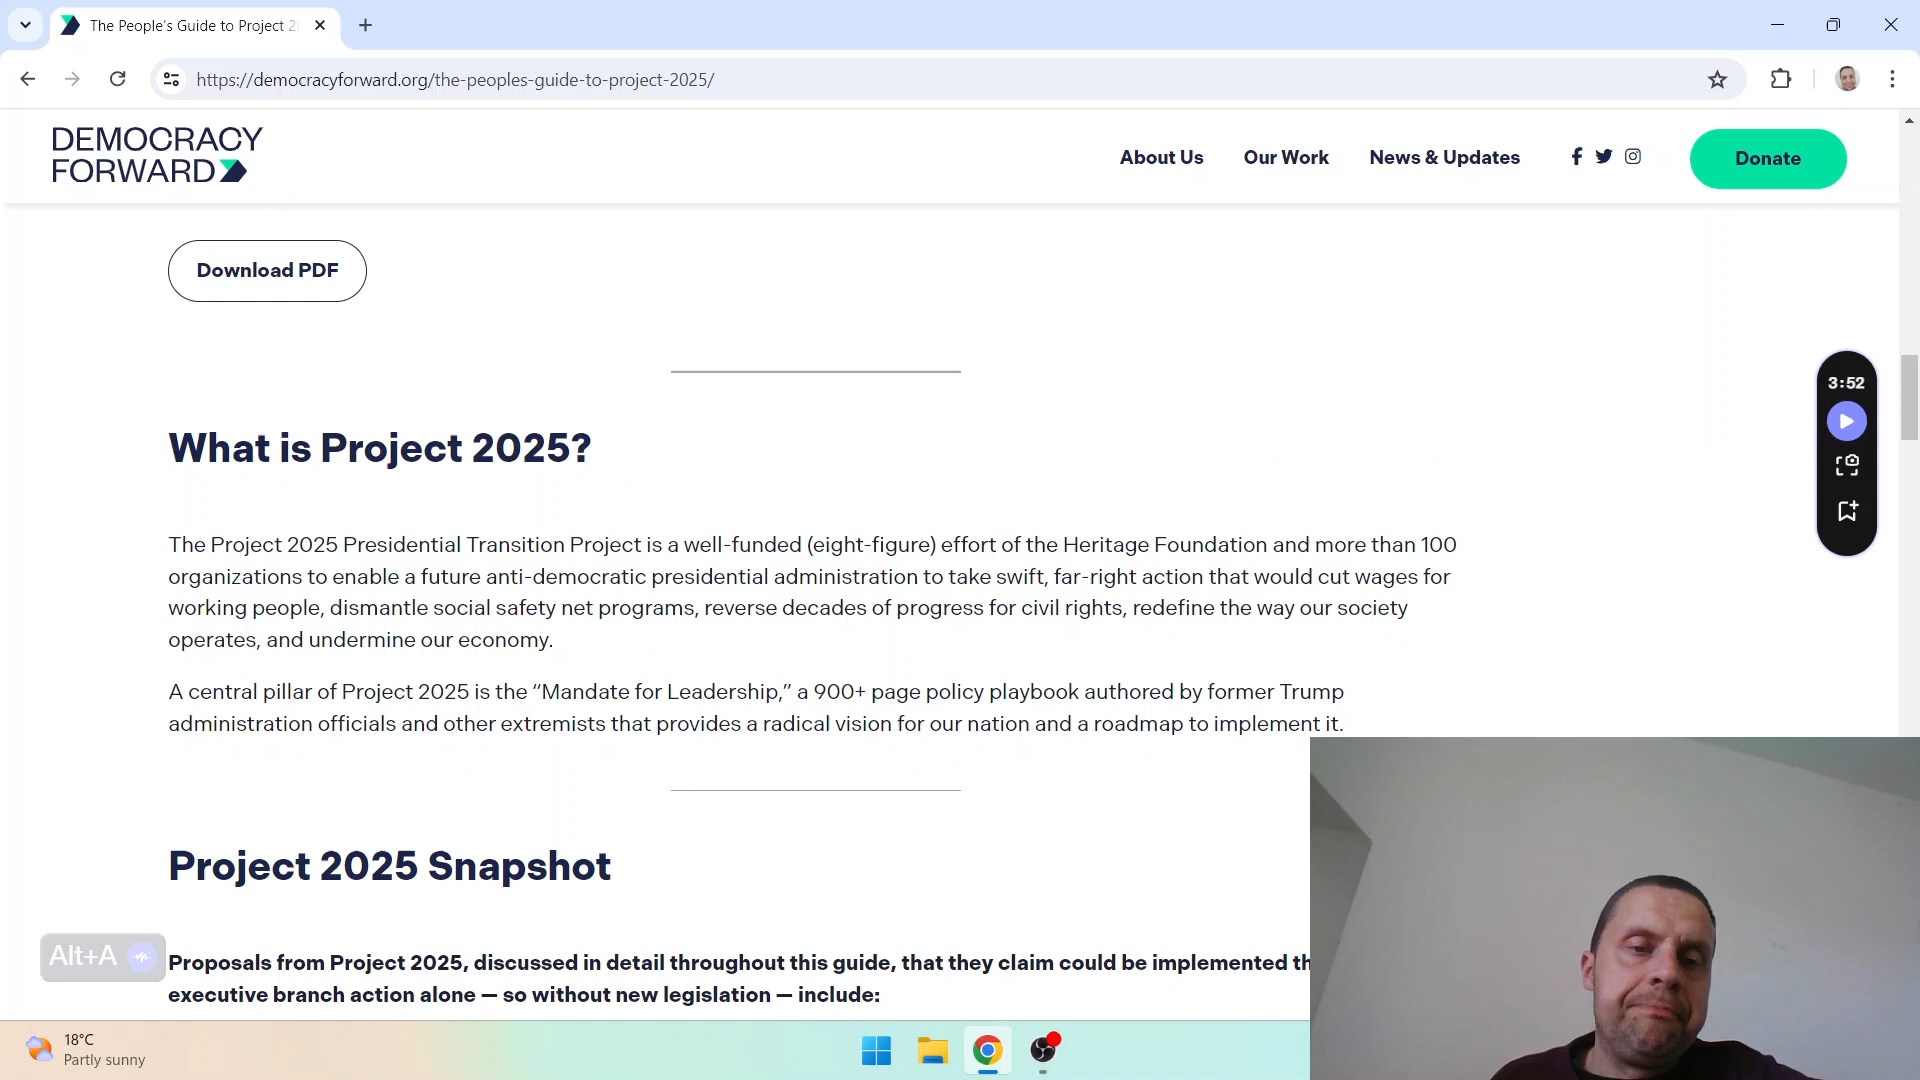 The People's Guide to Project 2
https://democracyforward.org/the-peoples-guide-to-project-2025/
DEMOCRACY
FORWARD
About Us
Our Work
News & Updates
Donate
Download PDF
3:52
What is Project 2025?
The Project 2025 Presidential Transition Project is a well-funded (eight-figure) effort of the Heritage Foundation and more than 100
organizations to enable a future anti-democratic presidential administration to take swift, far-right action that would cut wages for
working people, dismantle social safety net programs, reverse decades of progress for civil rights, redefine the way our society
operates, and undermine our economy.
A central pillar of Project 2025 is the “Mandate for Leadership,” a 900+ page policy playbook authored by former Trump
administration officials and other extremists that provides a radical vision for our nation and a roadmap to implement it.
Project 2025 Snapshot
Alt+A
Proposals from Project 2025, discussed in detail throughout this guide, that they claim could be implemented th
executive branch action alone — so without new legislation — include:
18°C
Partly sunny